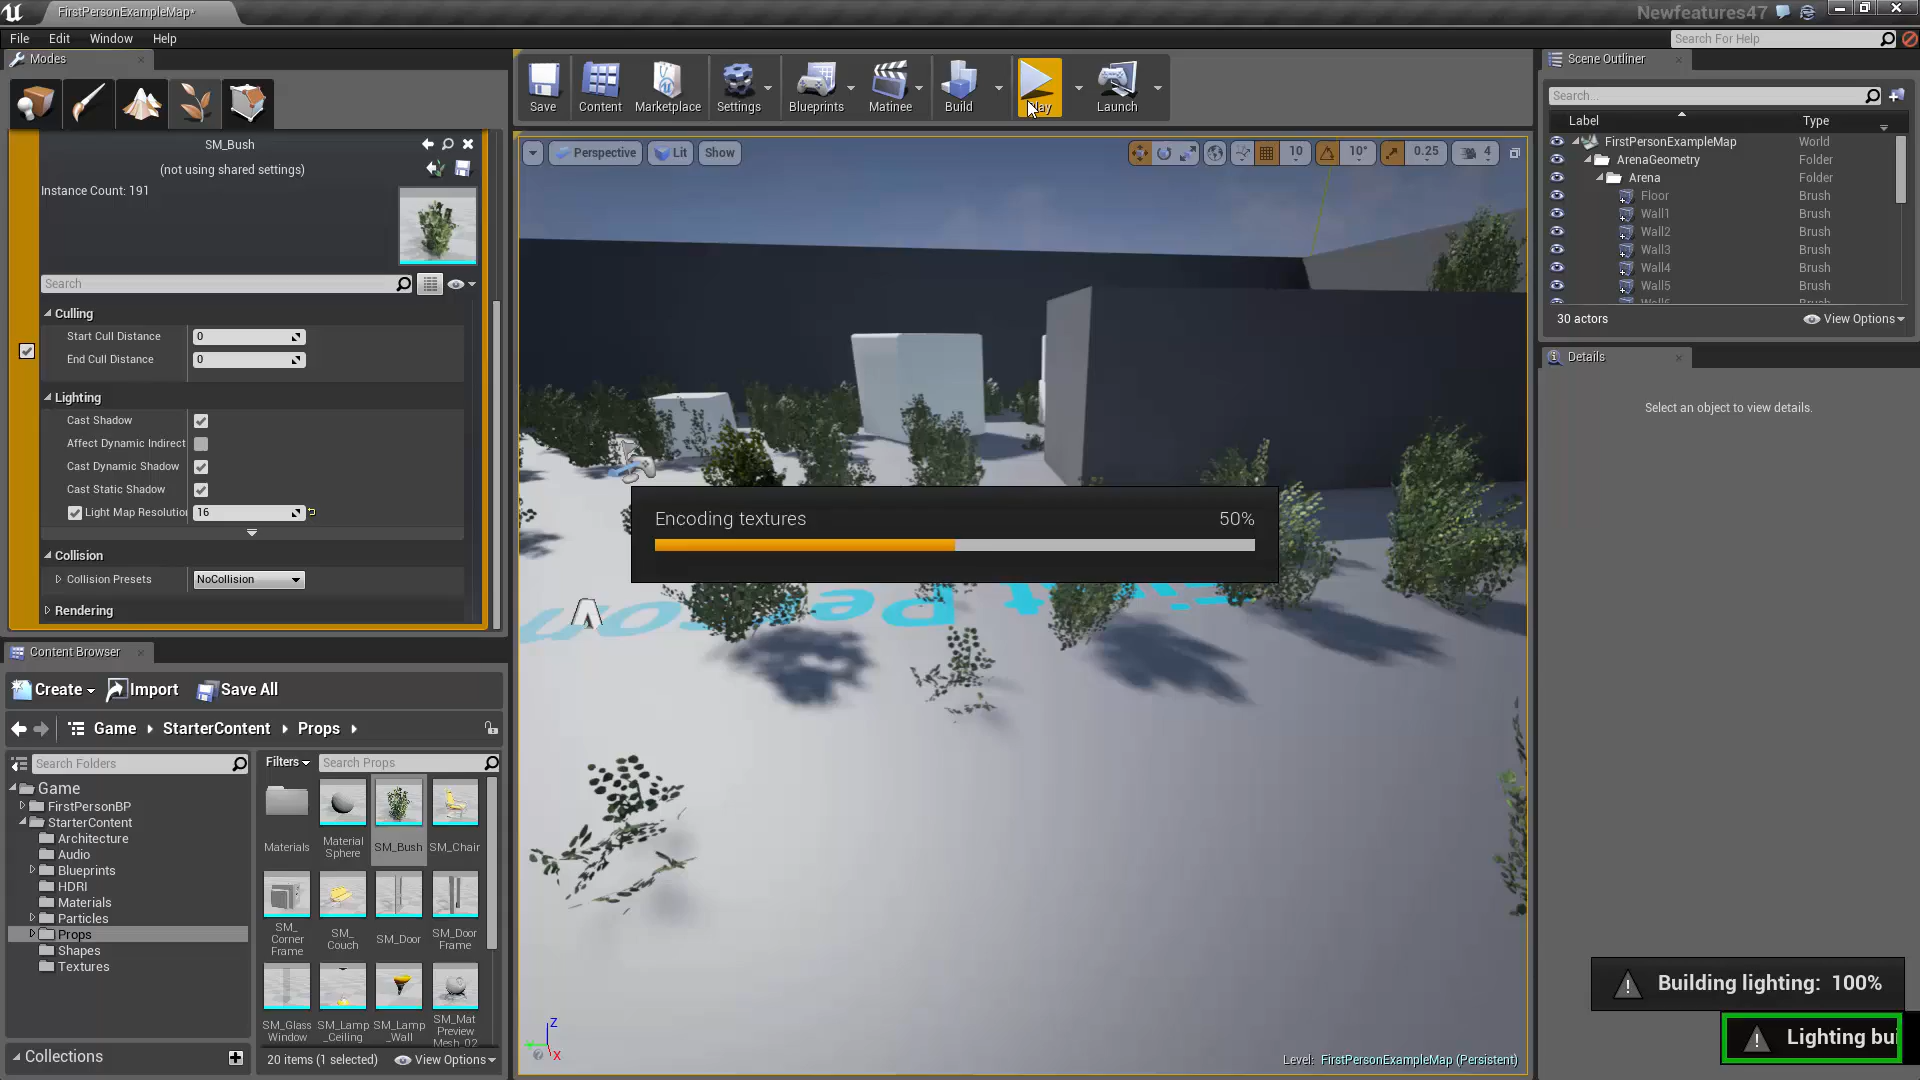 FirstPersonExampleMap*
Newfeatures47
File Edit Window Help
Search For Help
Modes
Save
Content
Marketplace
Settings
Blueprints
Matinee
Build
Play
Launch
SM_Bush
(not using shared settings)
Instance Count: 191
Search
Culling
Start Cull Distance 0
End Cull Distance 0
Lighting
Cast Shadow
Affect Dynamic Indirect
Cast Dynamic Shadow
Cast Static Shadow
Light Map Resolutio 16
Collision
Collision Presets NoCollision
Rendering
Perspective Lit Show
10 10° 0.25 4
Encoding textures 50%
First Person
Z
X
Level: FirstPersonExampleMap (Persistent)
Content Browser
Create Import Save All
Game StarterContent Props
Search Folders
Game
FirstPersonBP
StarterContent
Architecture
Audio
Blueprints
HDRI
Materials
Particles
Props
Shapes
Textures
Collections
Filters Search Props
Materials
Material
Sphere
SM_Bush
SM_Chair
SM_
Corner
Frame
SM_
Couch
SM_Door
SM_Door
Frame
SM_Glass
Window
SM_Lamp
_Ceiling
SM_Lamp
_Wall
SM_Mat
Preview
Mesh_02
20 items (1 selected) View Options
Scene Outliner
Search...
Label Type
FirstPersonExampleMap World
ArenaGeometry Folder
Arena Folder
Floor Brush
Wall1 Brush
Wall2 Brush
Wall3 Brush
Wall4 Brush
Wall5 Brush
Wall6 Brush
30 actors View Options
Details
Select an object to view details.
Building lighting: 100%
Lighting bui